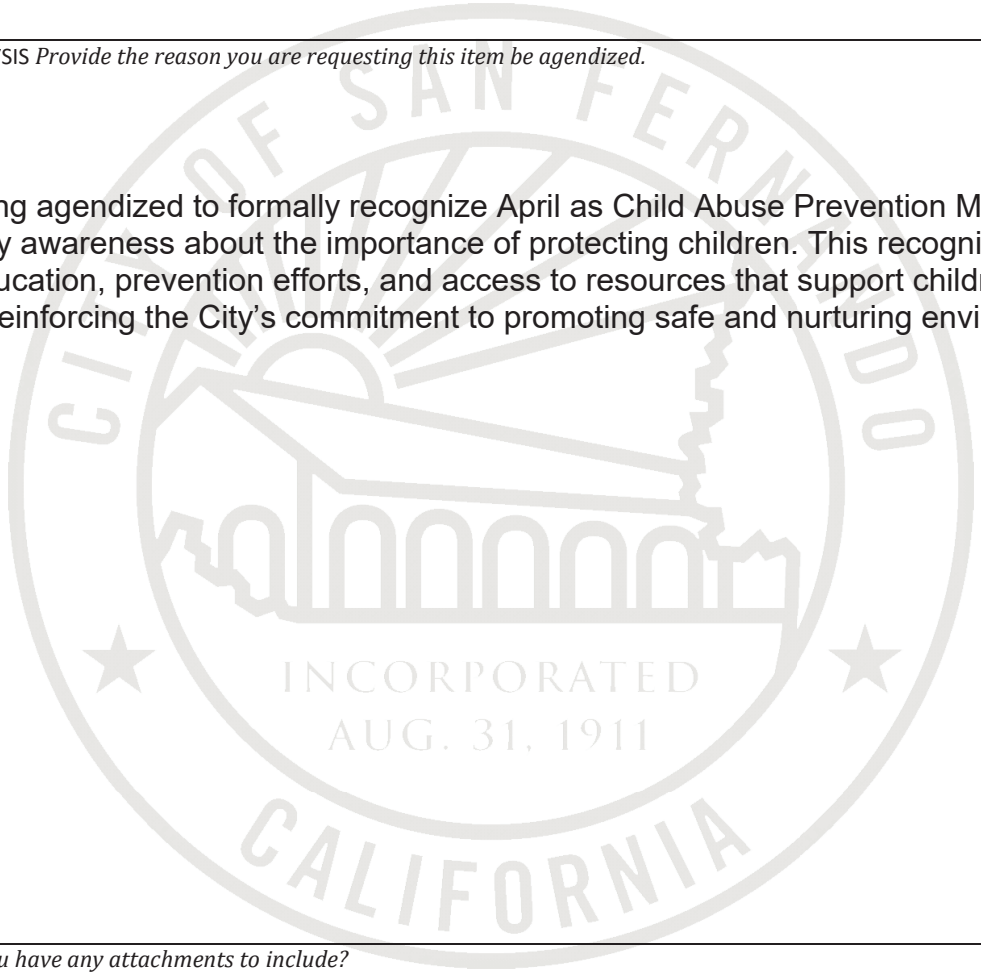 YSIS Provide the reason you are requesting this item be agendized.
CITY OF SAN FERNANDO
ng agendized to formally recognize April as Child Abuse Prevention M
y awareness about the importance of protecting children. This recogni
ucation, prevention efforts, and access to resources that support childr
einforcing the City’s commitment to promoting safe and nurturing envi
INCORPORATED
AUG. 31, 1911
CALIFORNIA
u have any attachments to include?